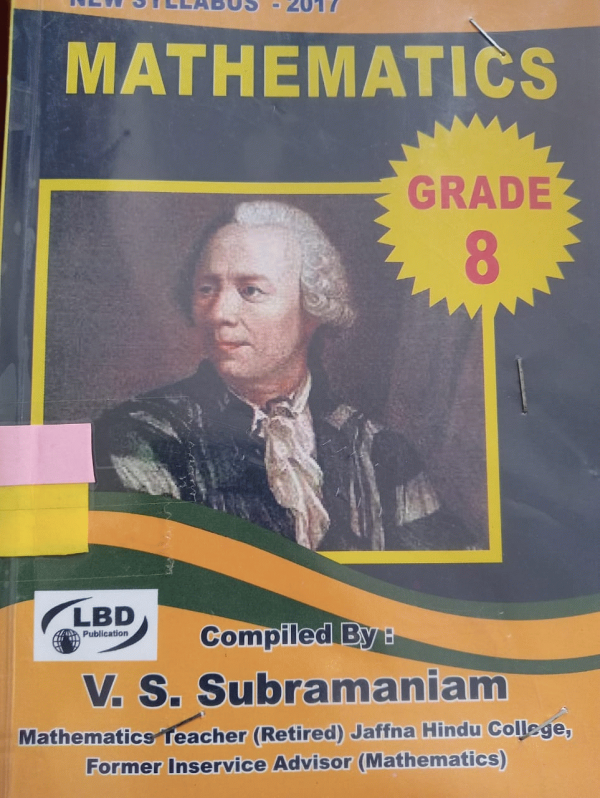 NEW SYLLABUS - 2017
MATHEMATICS
GRADE
8
LBD
Publication
Compiled By :
V. S. Subramaniam
Mathematics Teacher (Retired) Jaffna Hindu College,
Former Inservice Advisor (Mathematics)